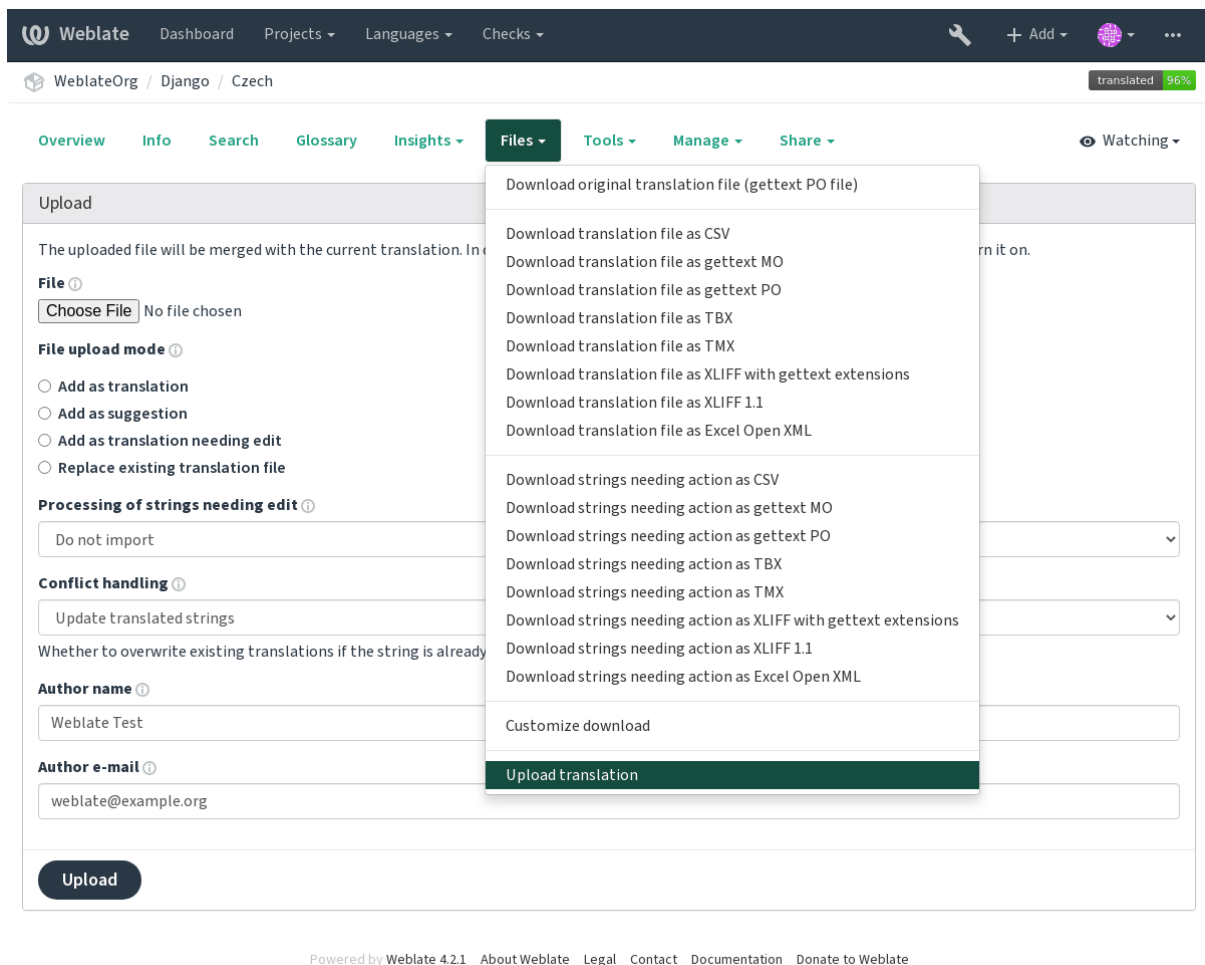 Weblate Dashboard Projects Languages Checks Add
WeblateOrg / Django / Czech translated 96%
Overview Info Search Glossary Insights Files Tools Manage Share Watching
Upload
The uploaded file will be merged with the current translation. In rn it on.
File
Choose File No file chosen
File upload mode
Add as translation
Add as suggestion
Add as translation needing edit
Replace existing translation file
Processing of strings needing edit
Do not import
Conflict handling
Update translated strings
Whether to overwrite existing translations if the string is already
Author name
Weblate Test
Author e-mail
weblate@example.org
Upload
Download original translation file (gettext PO file)
Download translation file as CSV
Download translation file as gettext MO
Download translation file as gettext PO
Download translation file as TBX
Download translation file as TMX
Download translation file as XLIFF with gettext extensions
Download translation file as XLIFF 1.1
Download translation file as Excel Open XML
Download strings needing action as CSV
Download strings needing action as gettext MO
Download strings needing action as gettext PO
Download strings needing action as TBX
Download strings needing action as TMX
Download strings needing action as XLIFF with gettext extensions
Download strings needing action as XLIFF 1.1
Download strings needing action as Excel Open XML
Customize download
Upload translation
Powered by Weblate 4.2.1 About Weblate Legal Contact Documentation Donate to Weblate